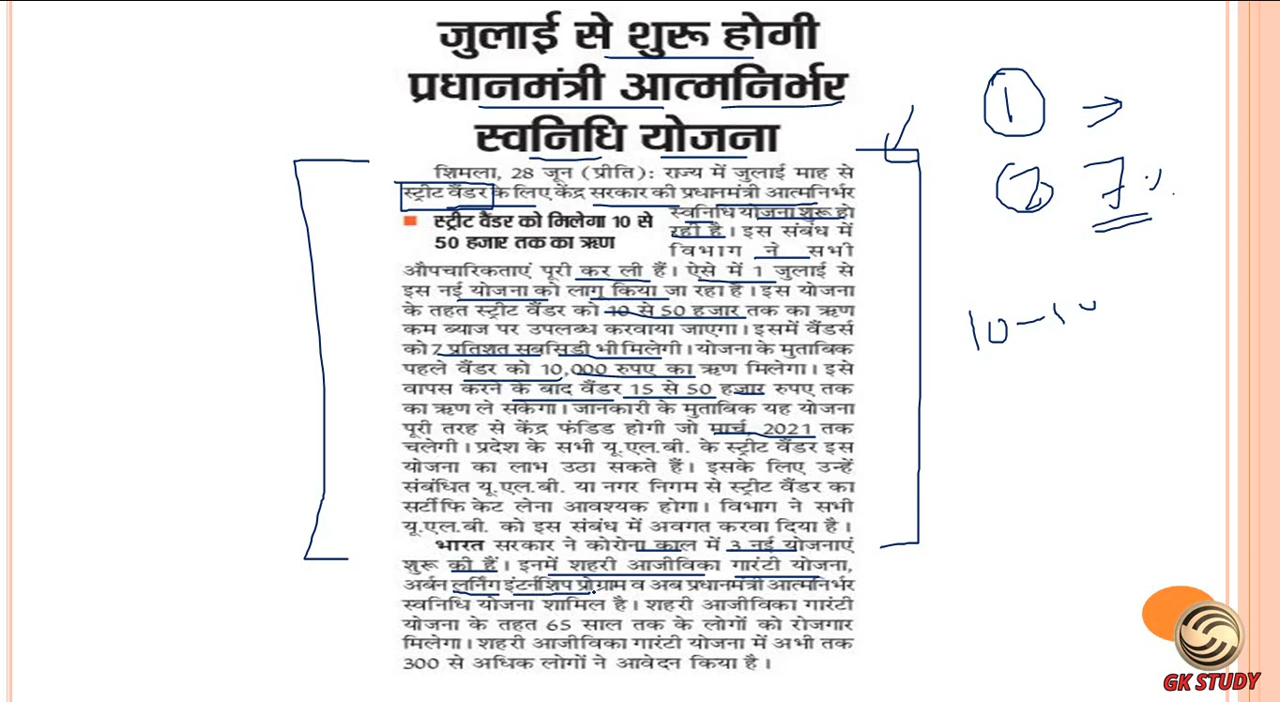 जुलाई से शुरू होगी
प्रधानमंत्री आत्मनिर्भर
स्वनिधि योजना
शिमला, 28 जून (प्रीति): राज्य में जुलाई माह से
स्ट्रीट वैंडर के लिए केंद्र सरकार की प्रधानमंत्री आत्मनिर्भर
स्वनिधि योजना शुरू हो
रही है। इस संबंध में
विभाग ने सभी
स्ट्रीट वैंडर को मिलेगा 10 से
50 हजार तक का ऋण
औपचारिकताएं पूरी कर ली हैं। ऐसे में 1 जुलाई से
इस नई योजना को लागू किया जा रहा है। इस योजना
के तहत स्ट्रीट वैंडर को 10 से 50 हजार तक का ऋण
कम ब्याज पर उपलब्ध करवाया जाएगा। इसमें वैंडर्स
को 7 प्रतिशत सबसिडी भी मिलेगी। योजना के मुताबिक
पहले वैंडर को 10,000 रुपए का ऋण मिलेगा। इसे
वापस करने के बाद वैंडर 15 से 50 हजार रुपए तक
का ऋण ले सकेगा। जानकारी के मुताबिक यह योजना
पूरी तरह से केंद्र फंडिड होगी जो मार्च, 2021 तक
चलेगी। प्रदेश के सभी यू.एल.बी. के स्ट्रीट वैंडर इस
योजना का लाभ उठा सकते हैं। इसके लिए उन्हें
संबंधित यू.एल.बी. या नगर निगम से स्ट्रीट वैंडर का
सर्टीफिकेट लेना आवश्यक होगा। विभाग ने सभी
यू.एल.बी. को इस संबंध में अवगत करवा दिया है।
भारत सरकार ने कोरोना काल में 3 नई योजनाएं
शुरू की हैं। इनमें शहरी आजीविका गारंटी योजना,
अर्बन लर्निंग इंटर्नशिप प्रोग्राम व अब प्रधानमंत्री आत्मनिर्भर
स्वनिधि योजना शामिल है। शहरी आजीविका गारंटी
योजना के तहत 65 साल तक के लोगों को रोजगार
मिलेगा। शहरी आजीविका गारंटी योजना में अभी तक
300 से अधिक लोगों ने आवेदन किया है।
1 →
2 7
GK STUDY